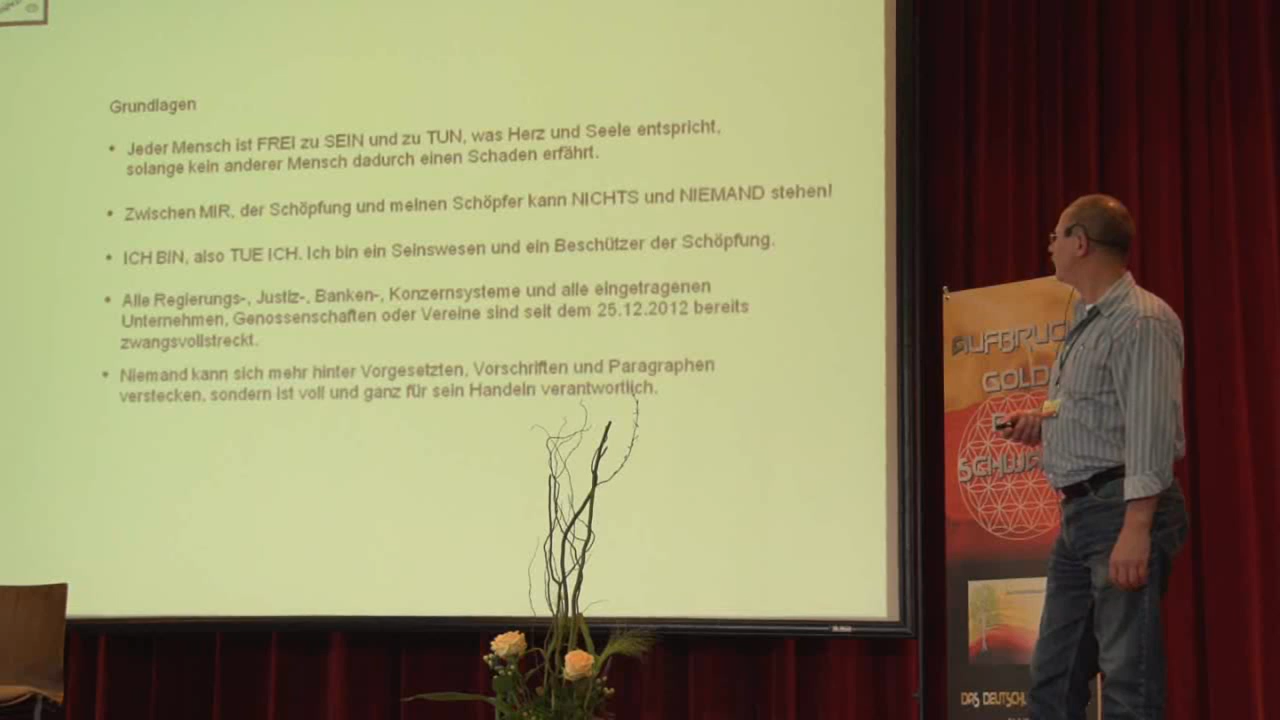 Grundlagen
• Jeder Mensch ist FREI zu SEIN und zu TUN, was Herz und Seele entspricht,
solange kein anderer Mensch dadurch einen Schaden erfährt.
• Zwischen MIR, der Schöpfung und meinen Schöpfer kann NICHTS und NIEMAND stehen!
• ICH BIN, also TUE ICH. Ich bin ein Seinswesen und ein Beschützer der Schöpfung.
• Alle Regierungs-, Justiz-, Banken-, Konzernsysteme und alle eingetragenen
Unternehmen, Genossenschaften oder Vereine sind seit dem 25.12.2012 bereits
zwangsvollstreckt.
• Niemand kann sich mehr hinter Vorgesetzten, Vorschriften und Paragraphen
verstecken, sondern ist voll und ganz für sein Handeln verantwortlich.
AUFBRUC
GOLD
SCHW
DAS DEUTSCHL